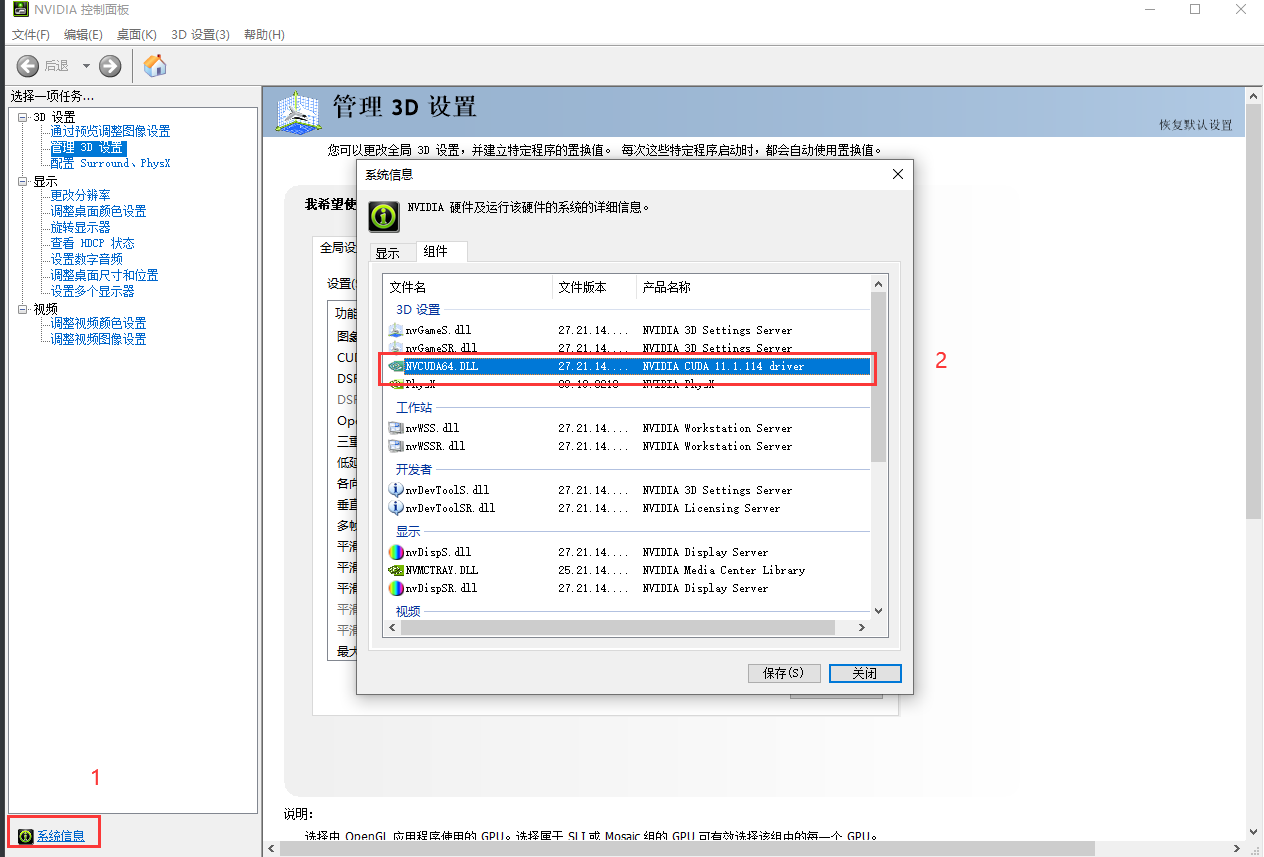 NVIDIA 控制面板
文件(F) 编辑(E) 桌面(K) 3D 设置(3) 帮助(H)
后退
选择一项任务...
3D 设置
通过预览调整图像设置
管理 3D 设置
配置 Surround、PhysX
显示
更改分辨率
调整桌面颜色设置
旋转显示器
查看 HDCP 状态
设置数字音频
调整桌面尺寸和位置
设置多个显示器
视频
调整视频颜色设置
调整视频图像设置
1
系统信息
管理 3D 设置
恢复默认设置
您可以更改全局 3D 设置，并建立特定程序的置换值。 每次这些特定程序启动时，都会自动使用置换值。
我希望使
全局设
设置(
功能
图象
CUD
DSR
DSR
Ope
三重
低延
各向
垂直
多帧
平滑
平滑
平滑
平滑
平滑
最大
系统信息
NVIDIA 硬件及运行该硬件的系统的详细信息。
显示 组件
文件名 文件版本 产品名称
3D 设置
nvGameS.dll 27.21.14.... NVIDIA 3D Settings Server
nvGameSR.dll 27.21.14.... NVIDIA 3D Settings Server
NVCUDA64.DLL 27.21.14.... NVIDIA CUDA 11.1.114 driver
2
PhysX 09.19.0218 NVIDIA PhysX
工作站
nvWSS.dll 27.21.14.... NVIDIA Workstation Server
nvWSSR.dll 27.21.14.... NVIDIA Workstation Server
开发者
nvDevToolS.dll 27.21.14.... NVIDIA 3D Settings Server
nvDevToolSR.dll 27.21.14.... NVIDIA Licensing Server
显示
nvDispS.dll 27.21.14.... NVIDIA Display Server
NVMCTRAY.DLL 25.21.14.... NVIDIA Media Center Library
nvDispSR.dll 27.21.14.... NVIDIA Display Server
视频
保存(S) 关闭
说明:
选择由 OpenGL 应用程序使用的 GPU。选择属于 SLI 或 Mosaic 组的 GPU 可有效选择该组中的每一个 GPU。